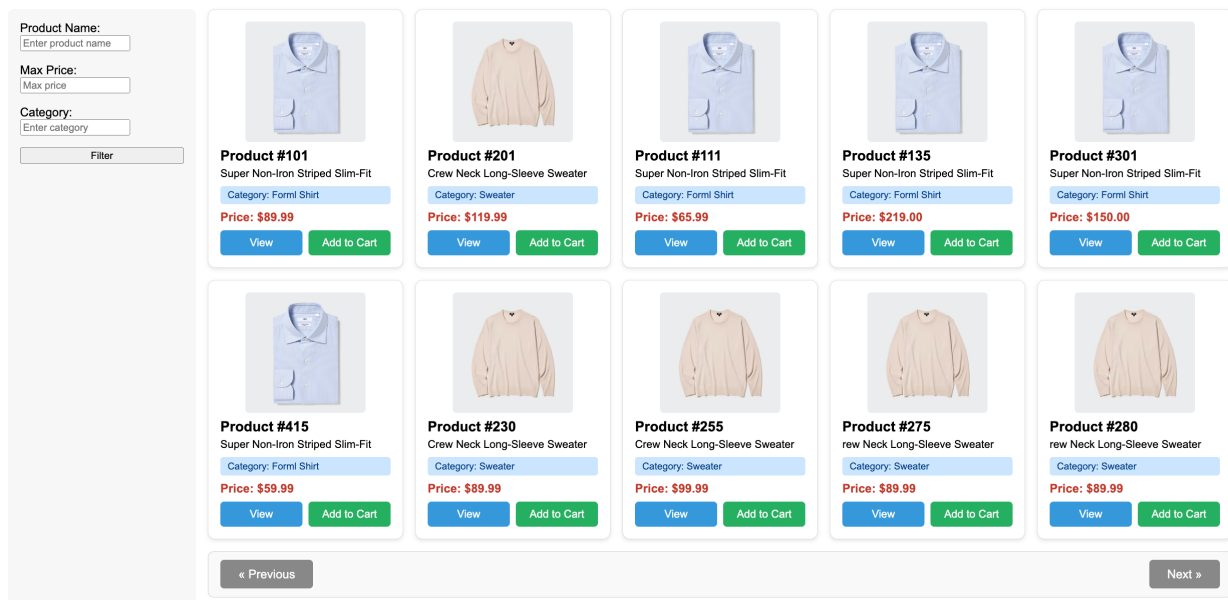 Product Name:
Enter product name
Max Price:
Max price
Category:
Enter category
Filter
Product #101
Super Non-Iron Striped Slim-Fit
Category: Forml Shirt
Price: $89.99
View
Add to Cart
Product #201
Crew Neck Long-Sleeve Sweater
Category: Sweater
Price: $119.99
View
Add to Cart
Product #111
Super Non-Iron Striped Slim-Fit
Category: Forml Shirt
Price: $65.99
View
Add to Cart
Product #135
Super Non-Iron Striped Slim-Fit
Category: Forml Shirt
Price: $219.00
View
Add to Cart
Product #301
Super Non-Iron Striped Slim-Fit
Category: Forml Shirt
Price: $150.00
View
Add to Cart
Product #415
Super Non-Iron Striped Slim-Fit
Category: Forml Shirt
Price: $59.99
View
Add to Cart
Product #230
Crew Neck Long-Sleeve Sweater
Category: Sweater
Price: $89.99
View
Add to Cart
Product #255
Crew Neck Long-Sleeve Sweater
Category: Sweater
Price: $99.99
View
Add to Cart
Product #275
rew Neck Long-Sleeve Sweater
Category: Sweater
Price: $89.99
View
Add to Cart
Product #280
rew Neck Long-Sleeve Sweater
Category: Sweater
Price: $89.99
View
Add to Cart
« Previous
Next »